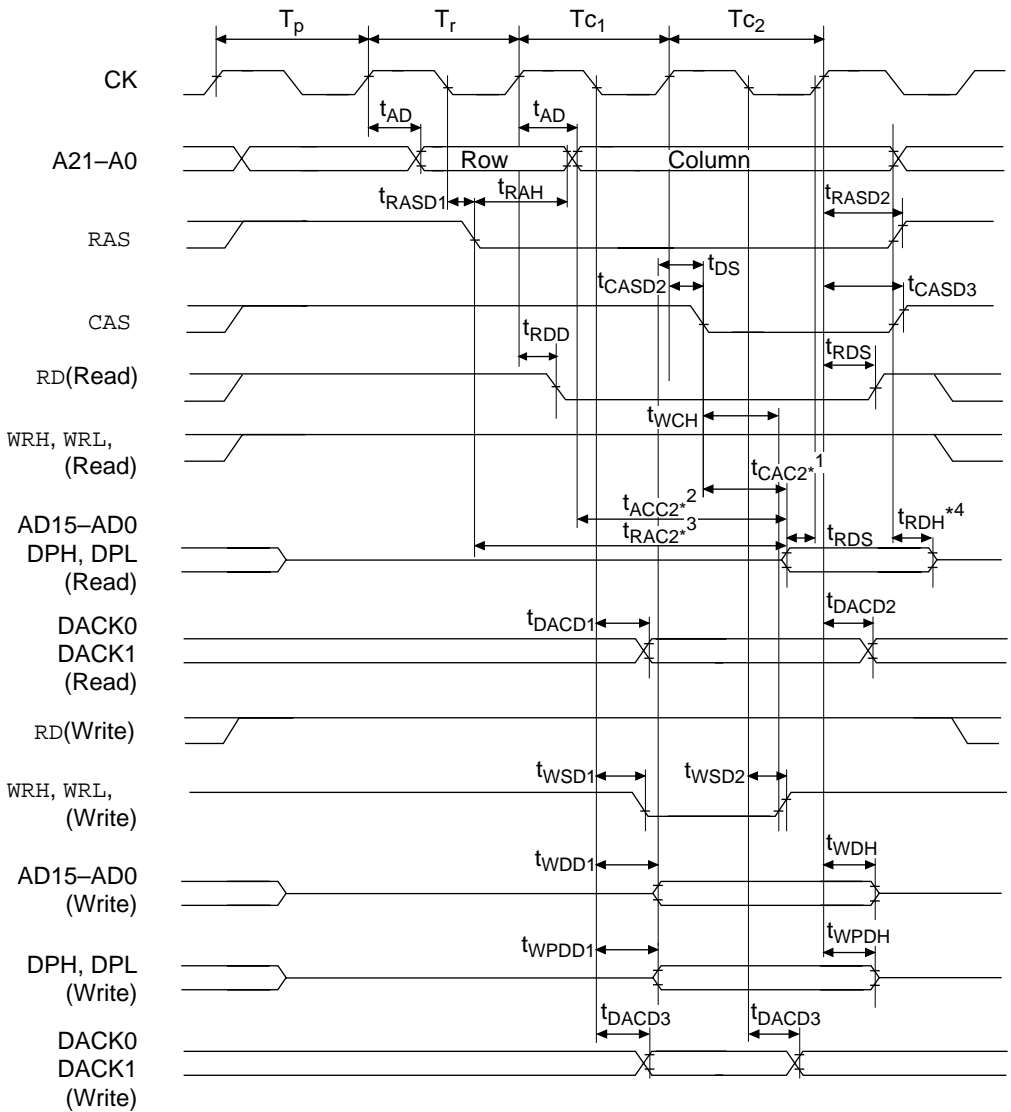 Tp Tr Tc1 Tc2
CK
tAD tAD
A21–A0 Row Column
tRASD1 tRAH tRASD2
RAS
tDS
tCASD2 tCASD3
CAS
tRDD tRDS
RD(Read)
tWCH
WRH, WRL,
(Read)
tCAC2*1
tACC2*2
AD15–AD0
tRAC2*3 tRDS tRDH*4
DPH, DPL
(Read)
DACK0
tDACD1 tDACD2
DACK1
(Read)
RD(Write)
tWSD1 tWSD2
WRH, WRL,
(Write)
tWDD1 tWDH
AD15–AD0
(Write)
tWPDD1 tWPDH
DPH, DPL
(Write)
tDACD3 tDACD3
DACK0
DACK1
(Write)